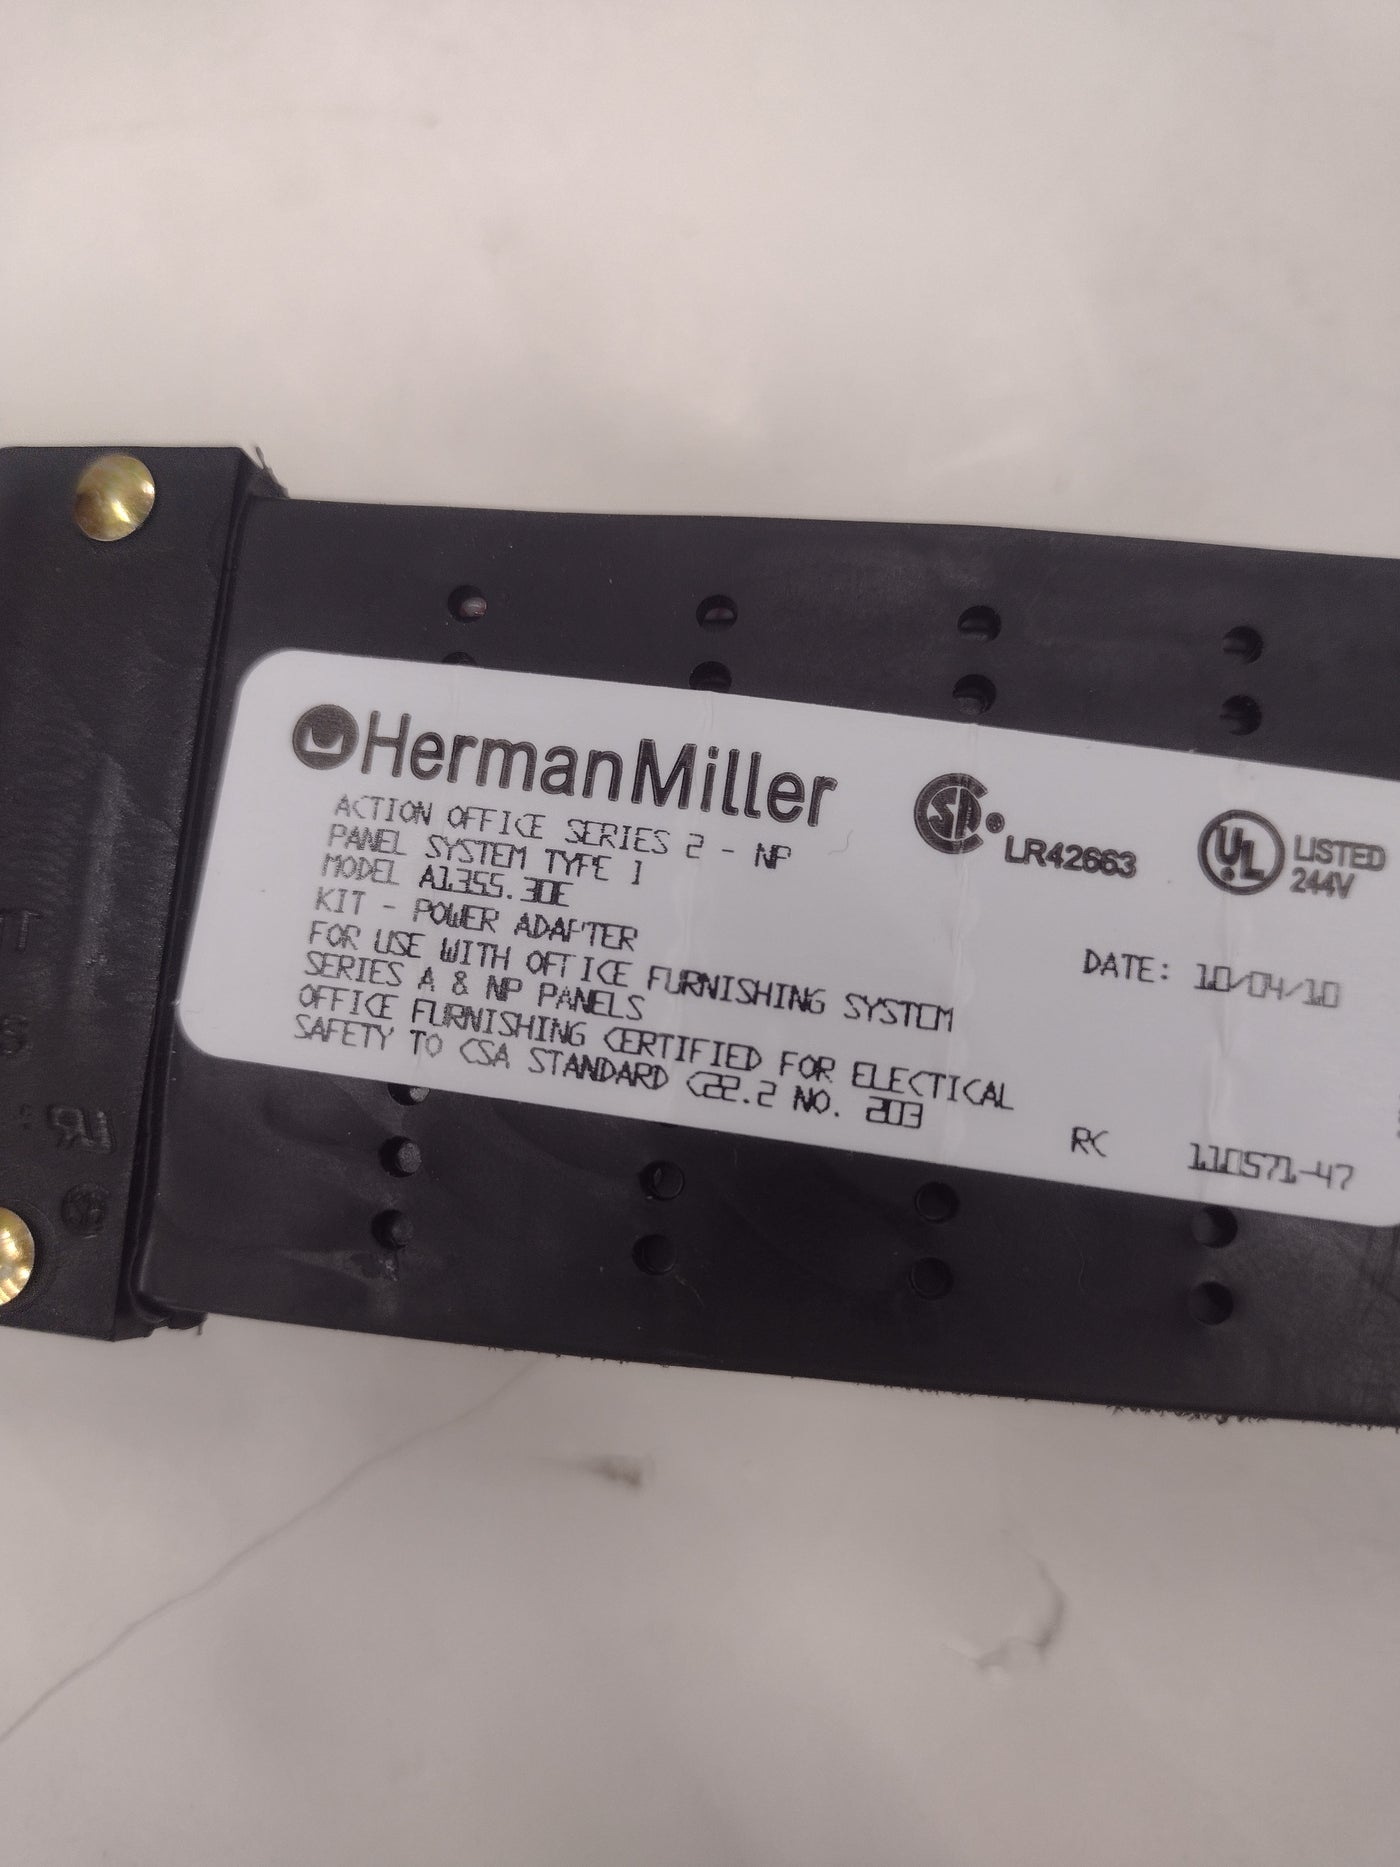 HermanMiller
ACTION OFFICE SERIES 2 - NP
PANEL SYSTEM TYPE 1
MODEL A1355.30E
KIT - POWER ADAPTER
FOR USE WITH OFFICE FURNISHING SYSTEM
SERIES A & NP PANELS
OFFICE FURNISHING CERTIFIED FOR ELECTICAL
SAFETY TO CSA STANDARD C22.2 NO. 203
CSA® LR42663
UL LISTED
244V
DATE: 10/04/10
RC 110571-47